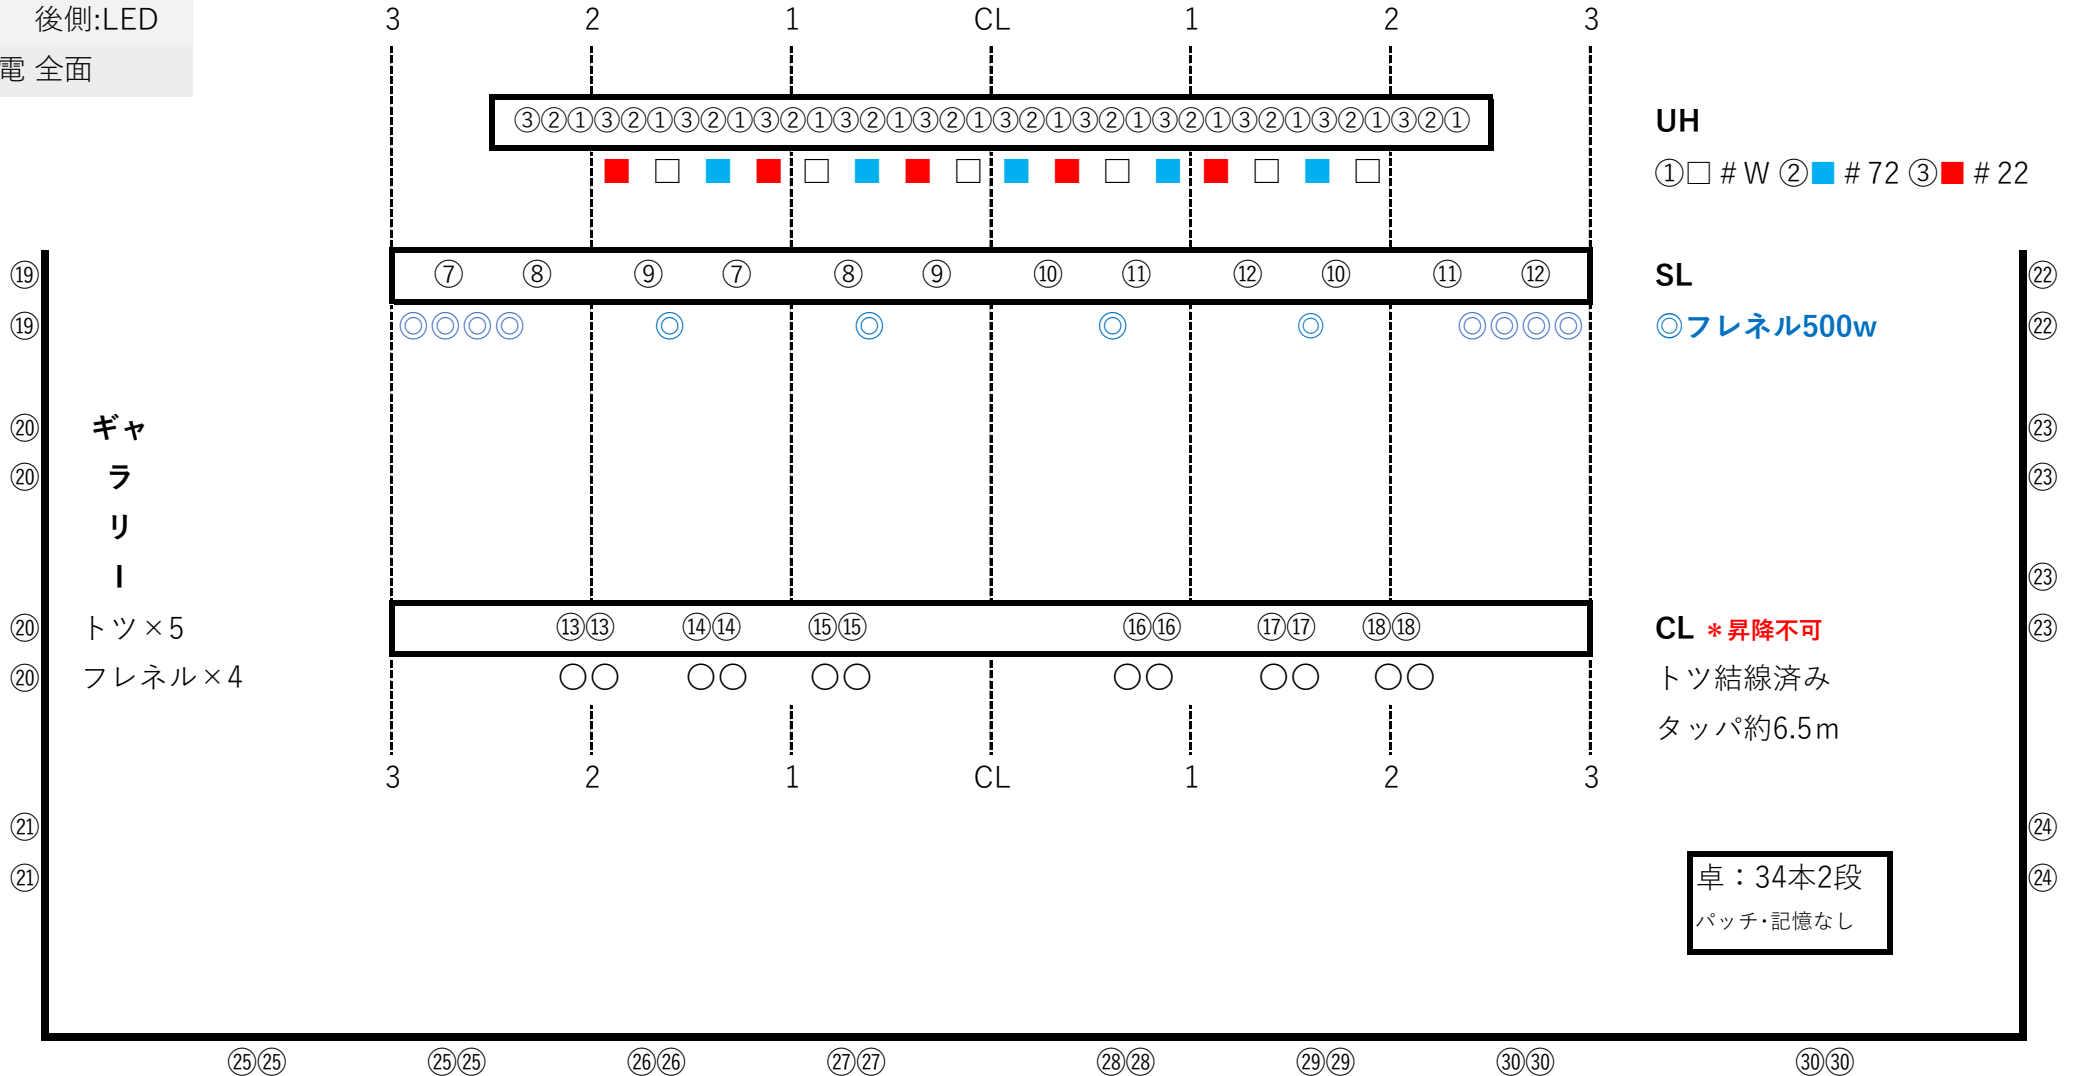 後側:LED
電 全面
3 2 1 CL 1 2 3
③②①③②①③②①③②①③②①③②①③②①③②①③②①③②①③②①③②①
UH
①□＃W ②■＃72 ③■＃22
⑲ ⑦ ⑧ ⑨ ⑦ ⑧ ⑨ ⑩ ⑪ ⑫ ⑩ ⑪ ⑫ SL ㉒
⑲ ◎◎◎◎ ◎ ◎ ◎ ◎ ◎◎◎◎ ◎フレネル500w ㉒
⑳ ギャ ㉓
⑳ ラ ㉓
リ
ー ㉓
⑳ トツ×5 ⑬⑬ ⑭⑭ ⑮⑮ ⑯⑯ ⑰⑰ ⑱⑱ CL ＊昇降不可 ㉓
⑳ フレネル×4 ○○ ○○ ○○ ○○ ○○ ○○ トツ結線済み
タッパ約6.5ｍ
3 2 1 CL 1 2 3
㉑ ㉔
㉑ 卓：34本2段 ㉔
パッチ・記憶なし
㉕㉕ ㉕㉕ ㉖㉖ ㉗㉗ ㉘㉘ ㉙㉙ ㉚㉚ ㉚㉚